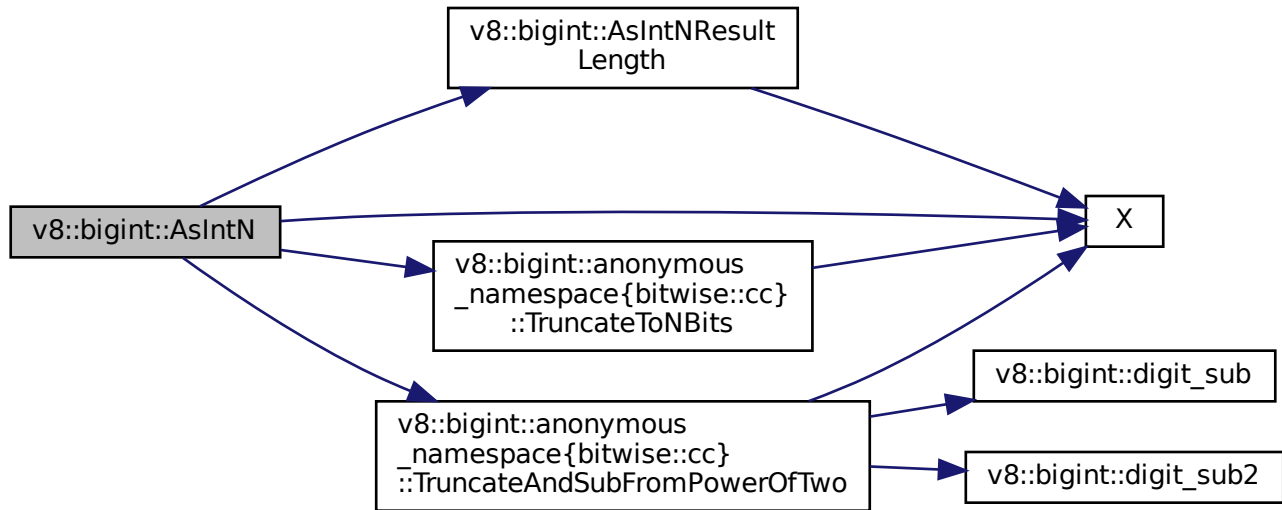 v8::bigint::AsIntNResult
Length
v8::bigint::AsIntN
X
v8::bigint::anonymous
_namespace{bitwise::cc}
::TruncateToNBits
v8::bigint::digit_sub
v8::bigint::anonymous
_namespace{bitwise::cc}
::TruncateAndSubFromPowerOfTwo
v8::bigint::digit_sub2